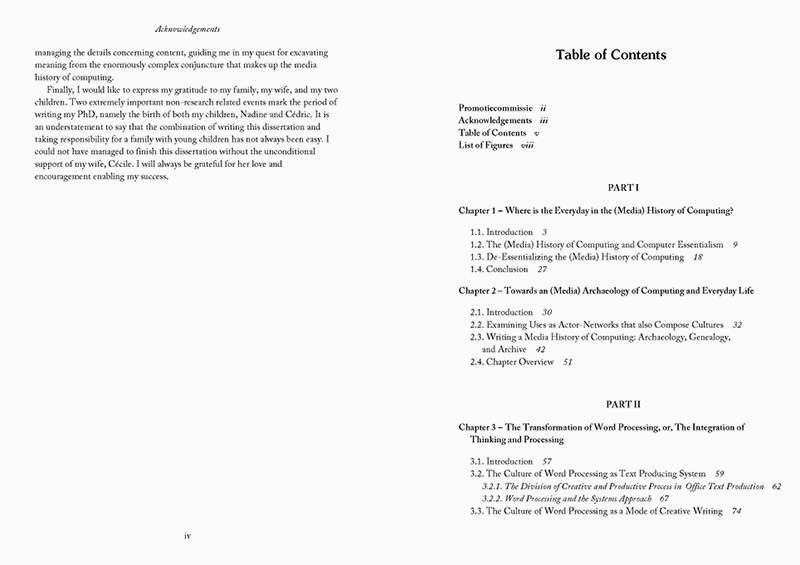 Acknowledgements
managing the details concerning content, guiding me in my quest for excavating
meaning from the enormously complex conjuncture that makes up the media
history of computing.
Finally, I would like to express my gratitude to my family, my wife, and my two
children. Two extremely important non-research related events mark the period of
writing my PhD, namely the birth of both my children, Nadine and Cédric. It is
an understatement to say that the combination of writing this dissertation and
taking responsibility for a family with young children has not always been easy. I
could not have managed to finish this dissertation without the unconditional
support of my wife, Cécile. I will always be grateful for her love and
encouragement enabling my success.
iv
Table of Contents
Promotiecommissie ii
Acknowledgements iii
Table of Contents v
List of Figures viii
PART I
Chapter 1 – Where is the Everyday in the (Media) History of Computing?
1.1. Introduction 3
1.2. The (Media) History of Computing and Computer Essentialism 9
1.3. De-Essentializing the (Media) History of Computing 18
1.4. Conclusion 27
Chapter 2 – Towards an (Media) Archaeology of Computing and Everyday Life
2.1. Introduction 30
2.2. Examining Uses as Actor-Networks that also Compose Cultures 32
2.3. Writing a Media History of Computing: Archaeology, Genealogy,
and Archive 42
2.4. Chapter Overview 51
PART II
Chapter 3 – The Transformation of Word Processing, or, The Integration of
Thinking and Processing
3.1. Introduction 57
3.2. The Culture of Word Processing as Text Producing System 59
3.2.1. The Division of Creative and Productive Process in Office Text Production 62
3.2.2. Word Processing and the Systems Approach 67
3.3. The Culture of Word Processing as a Mode of Creative Writing 74